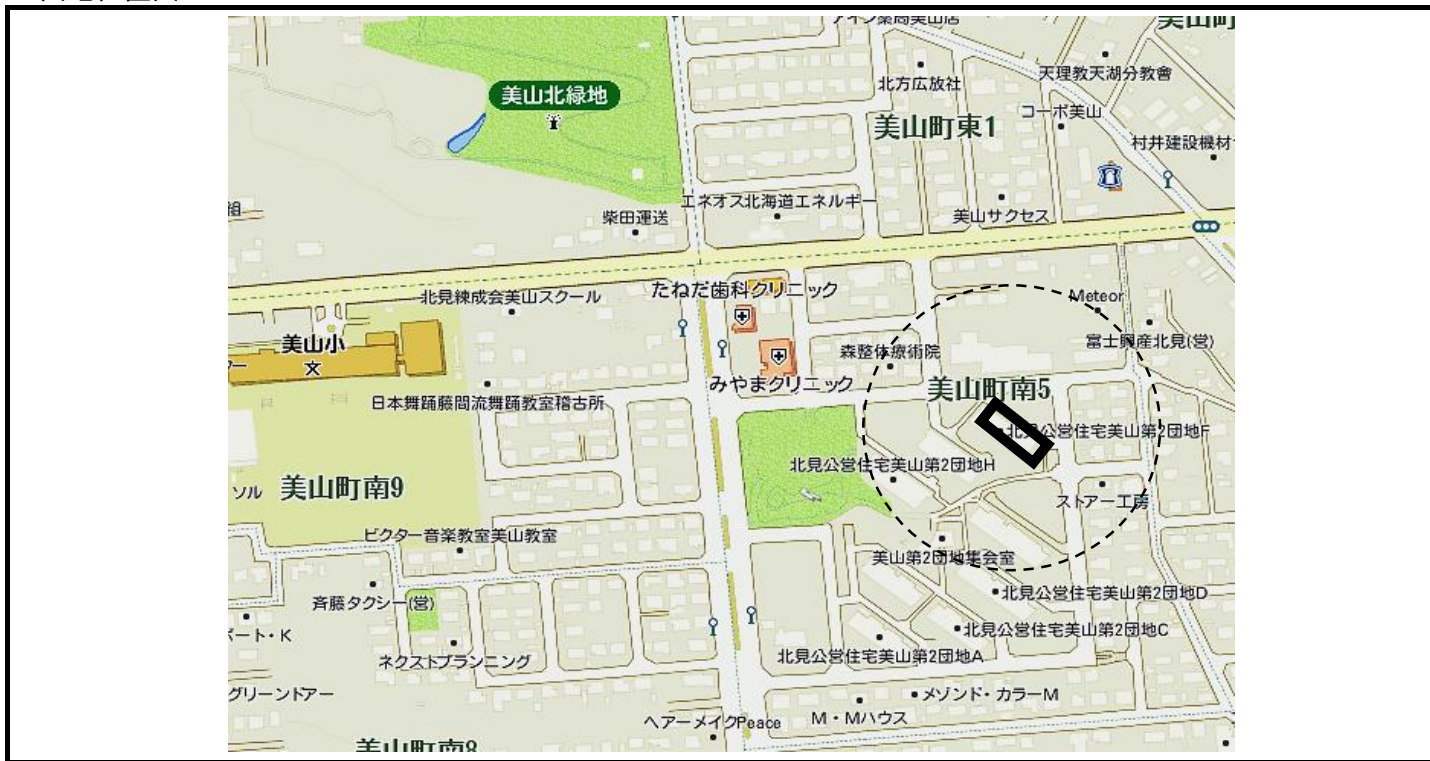 アイン薬局美山店
美山町
北方広放社
天理教天湖分教會
美山北緑地
コーポ美山
美山町東1
村井建設機材
組
エネオス北海道エネルギー
柴田運送
美山サクセス
北見練成会美山スクール
たねだ歯科クリニック
Meteor
美山小
文
富士興産北見(営)
森整体療術院
みやまクリニック
美山町南5
日本舞踊藤間流舞踊教室稽古所
北見公営住宅美山第2団地F
北見公営住宅美山第2団地H
ソル
美山町南9
ストアー工房
ビクター音楽教室美山教室
美山第2団地集会室
北見公営住宅美山第2団地D
斉藤タクシー(営)
北見公営住宅美山第2団地C
ート・K
北見公営住宅美山第2団地A
ネクストプランニング
グリーンドアー
メゾンド・カラーM
ヘアーメイクPeace
M・Mハウス
美山町南8